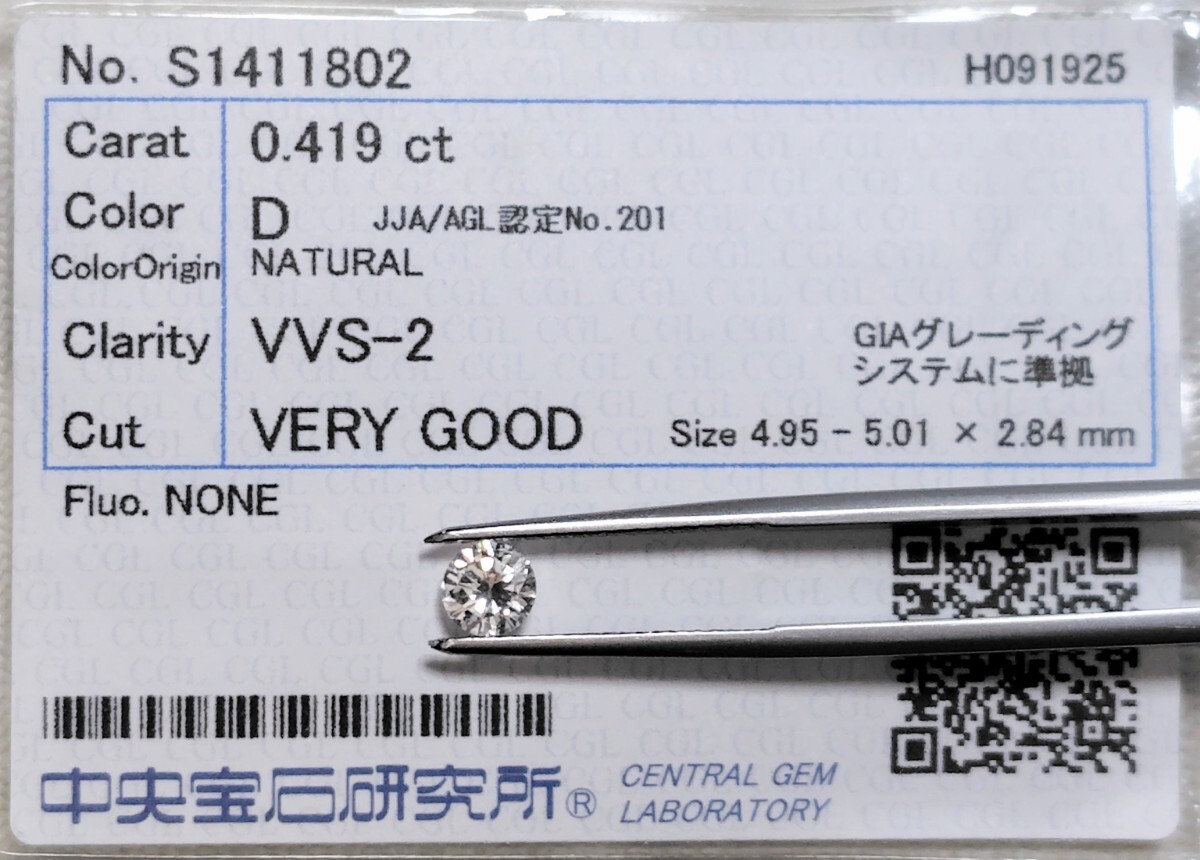 No. S1411802 H091925
Carat 0.419 ct
Color D JJA/AGL認定No.201
ColorOrigin NATURAL
Clarity VVS-2 GIAグレーディング
システムに準拠
Cut VERY GOOD Size 4.95 - 5.01 × 2.84 mm
Fluo. NONE
中央宝石研究所® CENTRAL GEM
LABORATORY